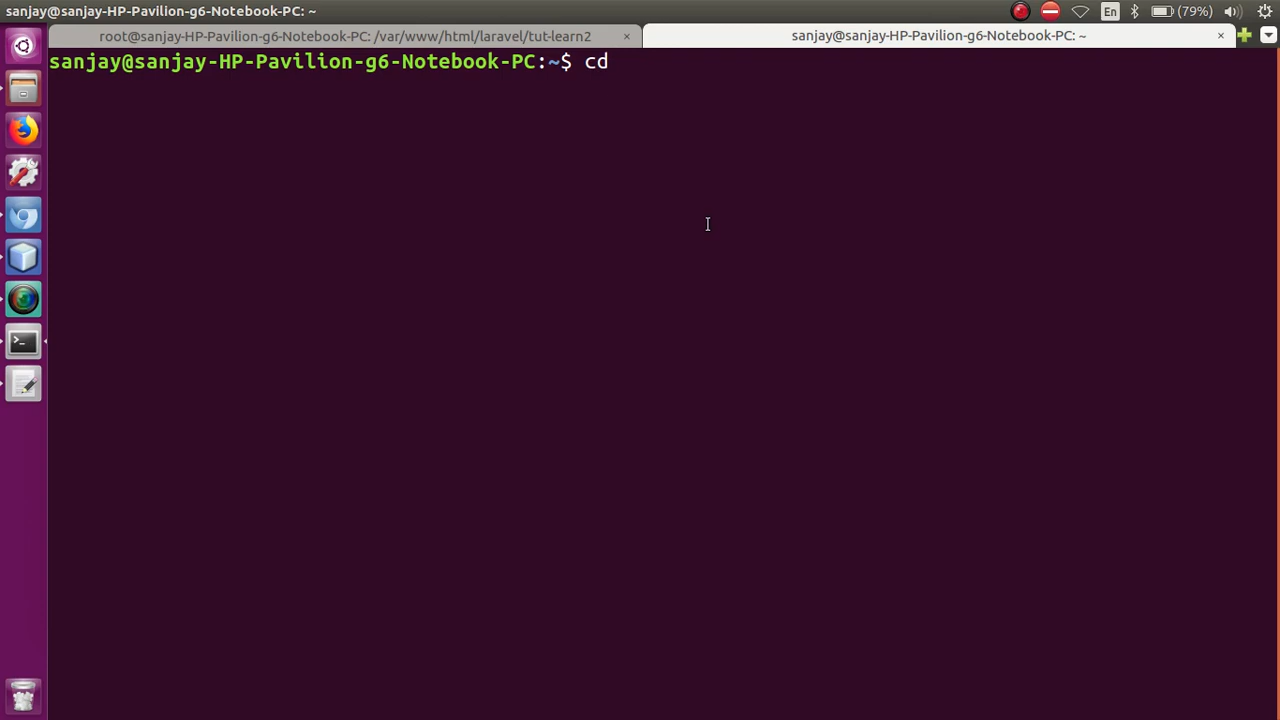 sanjay@sanjay-HP-Pavilion-g6-Notebook-PC: ~
En
(79%)
root@sanjay-HP-Pavilion-g6-Notebook-PC: /var/www/html/laravel/tut-learn2 ×
sanjay@sanjay-HP-Pavilion-g6-Notebook-PC: ~ ×
sanjay@sanjay-HP-Pavilion-g6-Notebook-PC:~$ cd